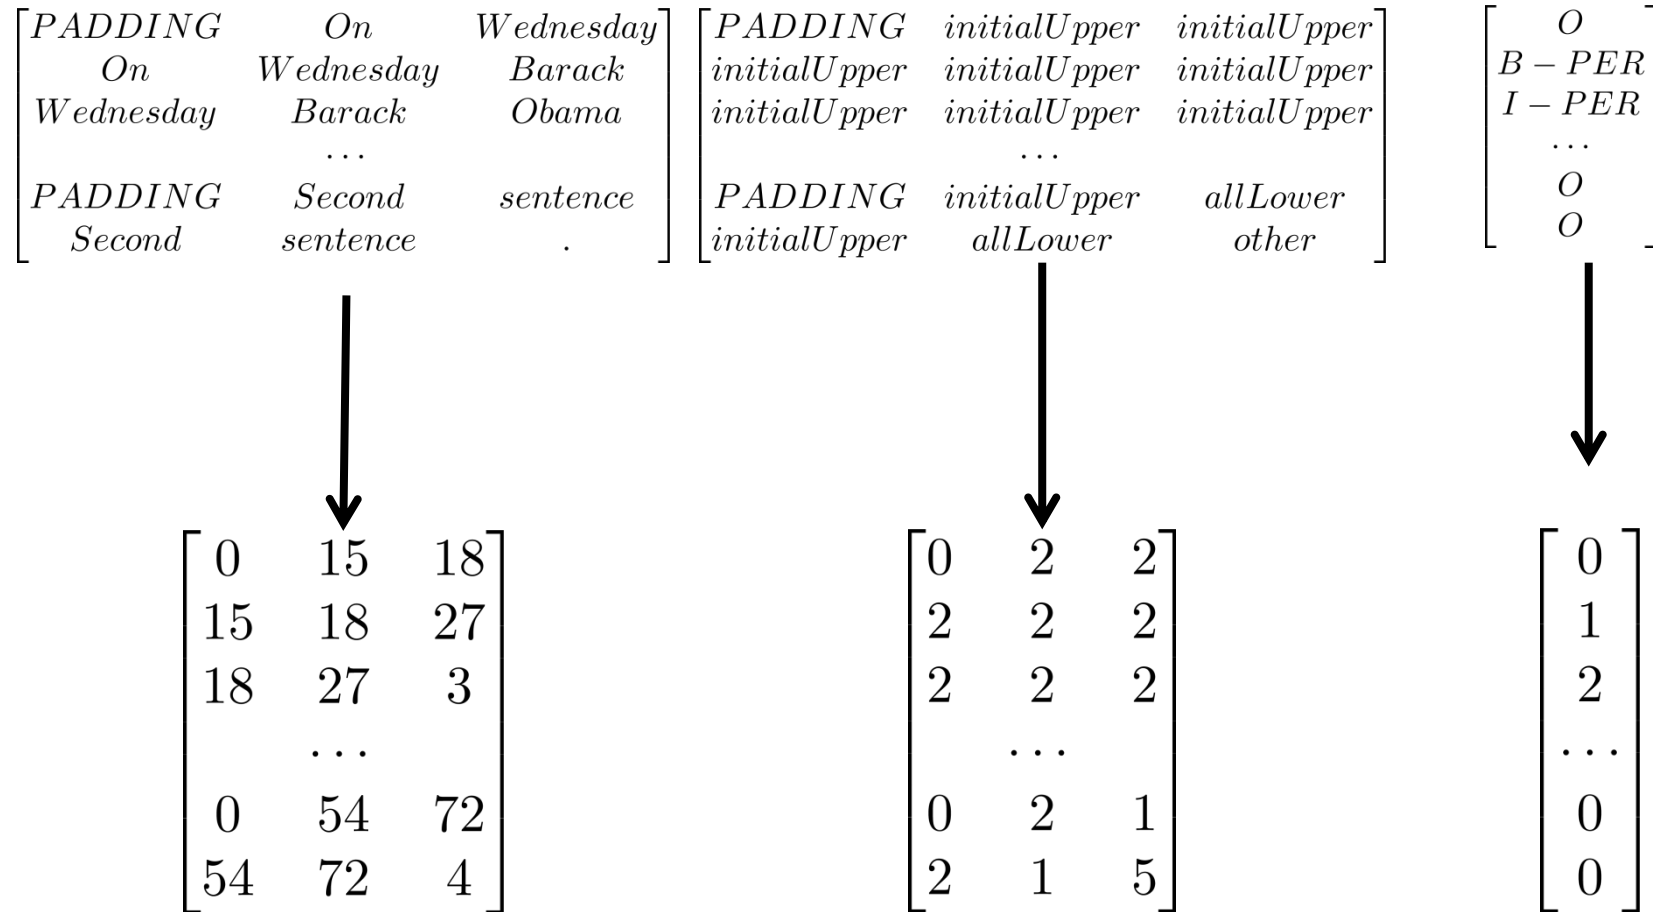 PADDING On Wednesday
On Wednesday Barack
Wednesday Barack Obama
...
PADDING Second sentence
Second sentence .
PADDING initialUpper initialUpper
initialUpper initialUpper initialUpper
initialUpper initialUpper initialUpper
...
PADDING initialUpper allLower
initialUpper allLower other
O
B − PER
I − PER
...
O
O
0 15 18
15 18 27
18 27 3
...
0 54 72
54 72 4
0 2 2
2 2 2
2 2 2
...
0 2 1
2 1 5
0
1
2
...
0
0